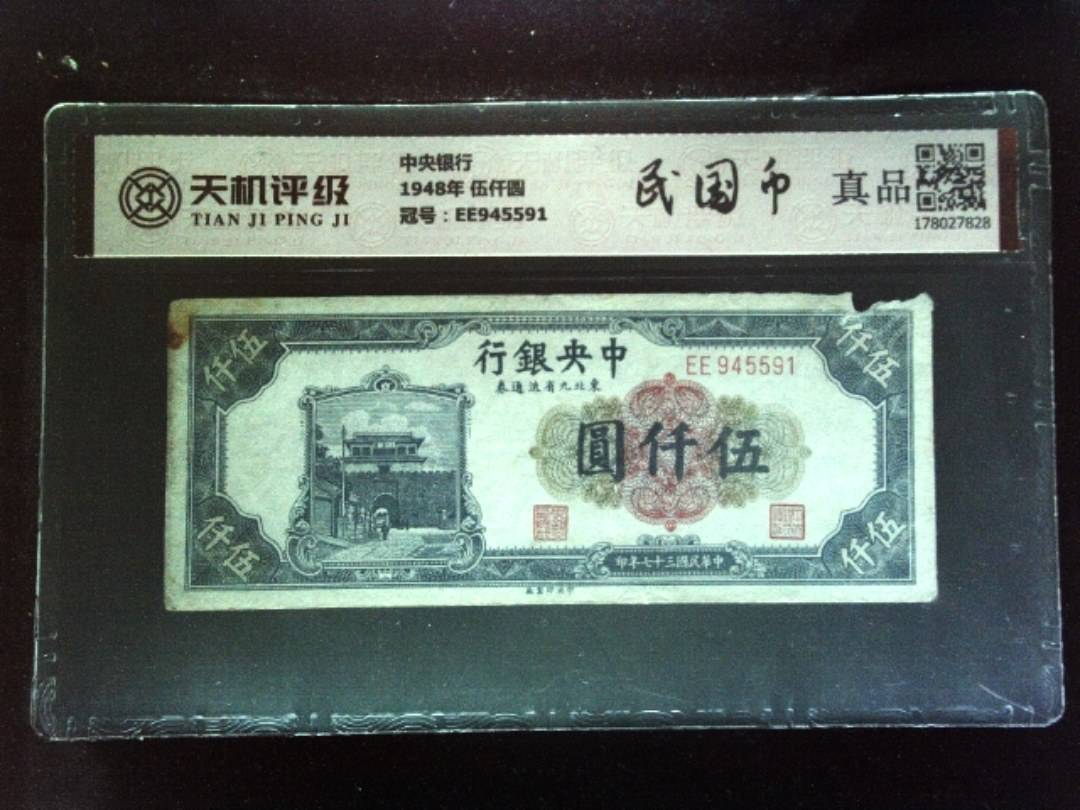 天机评级
TIAN JI PING JI
中央银行
1948年 伍仟圆
冠号：EE945591
民国币
真品
178027828
中央銀行
EE 945591
東北九省流通券
伍仟
伍仟
伍仟圓
伍仟
伍仟
中華民國三十七年印